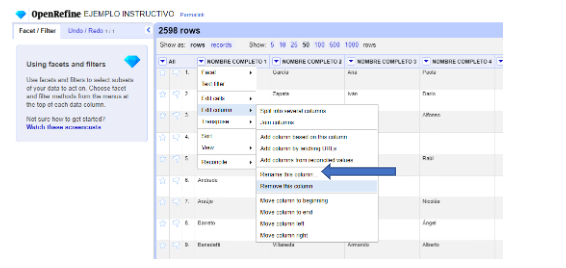 OpenRefine EJEMPLO INSTRUCTIVO Permalink
Facet / Filter Undo / Redo 1 / 1
2598 rows
Show as: rows records Show: 5 10 25 50 100 500 1000 rows
All NOMBRE COMPLETO 1 NOMBRE COMPLETO 2 NOMBRE COMPLETO 3 NOMBRE COMPLETO 4
Using facets and filters
Use facets and filters to select subsets
of your data to act on. Choose facet
and filter methods from the menus at
the top of each data column.
Not sure how to get started?
Watch these screencasts
Facet
Text filter
Edit cells
Edit column
Transpose
Sort
View
Reconcile
Split into several columns
Join columns
Add column based on this column
Add column by fetching URLs
Add columns from reconciled values
Rename this column
Remove this column
Move column to beginning
Move column to end
Move column left
Move column right
1. García Ana Paola
2. Zapata Iván Darío
3. Alfonso
4.
5. Raúl
6. Andrade
7. Araújo Nicolás
8. Barreto Ángel
9. Benedetti Villaneda Armando Alberto